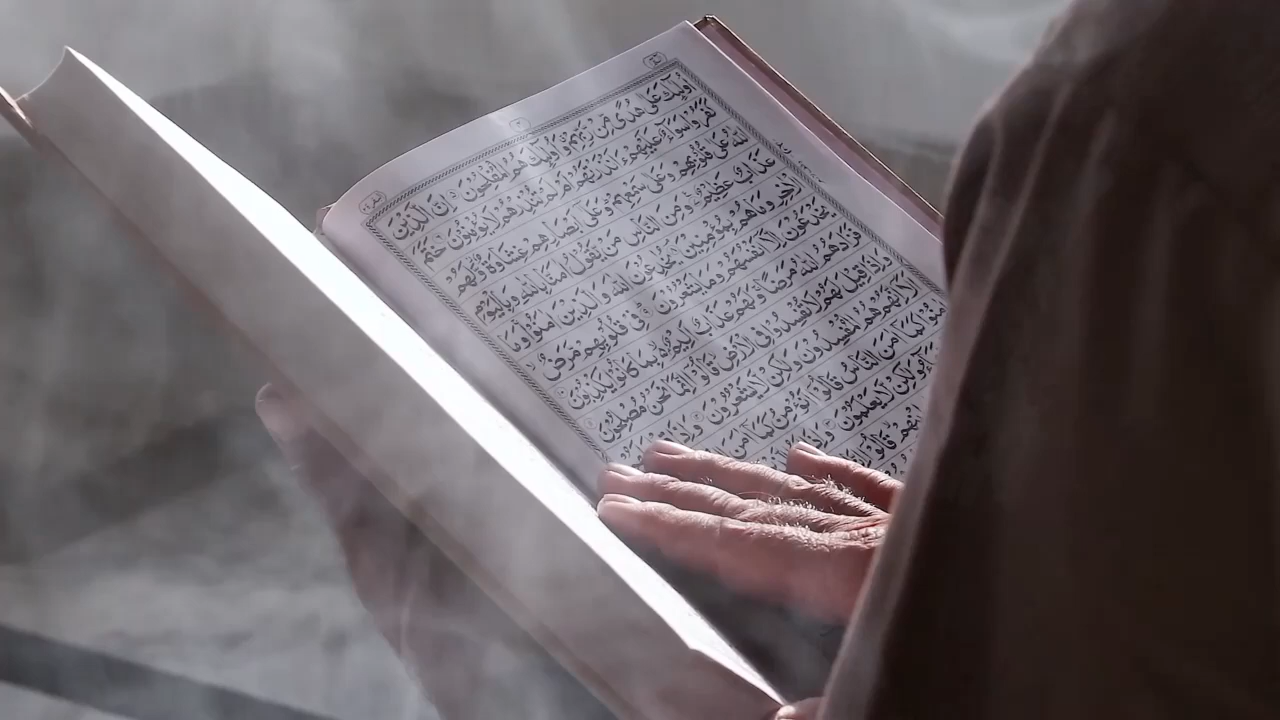 أُولَٰئِكَ عَلَىٰ هُدًى مِّن رَّبِّهِمْ وَأُولَٰئِكَ هُمُ الْمُفْلِحُونَ إِنَّ الَّذِينَ
كَفَرُوا سَوَاءٌ عَلَيْهِمْ ءَأَنذَرْتَهُمْ أَمْ لَمْ تُنذِرْهُمْ لَا يُؤْمِنُونَ خَتَمَ
اللَّهُ عَلَىٰ قُلُوبِهِمْ وَعَلَىٰ سَمْعِهِمْ وَعَلَىٰ أَبْصَارِهِمْ غِشَاوَةٌ وَلَهُمْ
عَذَابٌ عَظِيمٌ وَمِنَ النَّاسِ مَن يَقُولُ آمَنَّا بِاللَّهِ وَبِالْيَوْمِ
الْآخِرِ وَمَا هُم بِمُؤْمِنِينَ يُخَادِعُونَ اللَّهَ وَالَّذِينَ آمَنُوا وَمَا
يَخْدَعُونَ إِلَّا أَنفُسَهُمْ وَمَا يَشْعُرُونَ فِي قُلُوبِهِم مَّرَضٌ
فَزَادَهُمُ اللَّهُ مَرَضًا وَلَهُمْ عَذَابٌ أَلِيمٌ بِمَا كَانُوا يَكْذِبُونَ
وَإِذَا قِيلَ لَهُمْ لَا تُفْسِدُوا فِي الْأَرْضِ قَالُوا إِنَّمَا نَحْنُ مُصْلِحُونَ
أَلَا إِنَّهُمْ هُمُ الْمُفْسِدُونَ وَلَٰكِن لَّا يَشْعُرُونَ وَإِذَا
آمِنُوا كَمَا آمَنَ النَّاسُ قَالُوا أَنُؤْمِنُ كَمَا آمَنَ
وَلَٰكِن لَّا يَعْلَمُونَ وَإِذَا
قَالُوا